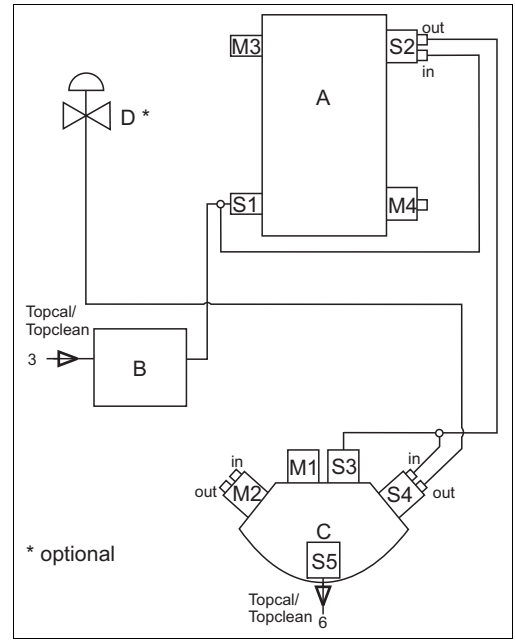 out
M3
S2
in
A
D *
S1
M4
Topcal/
Topclean
3
B
in
in
M1
S3
out
M2
S4
out
C
* optional
S5
Topcal/
Topclean
6